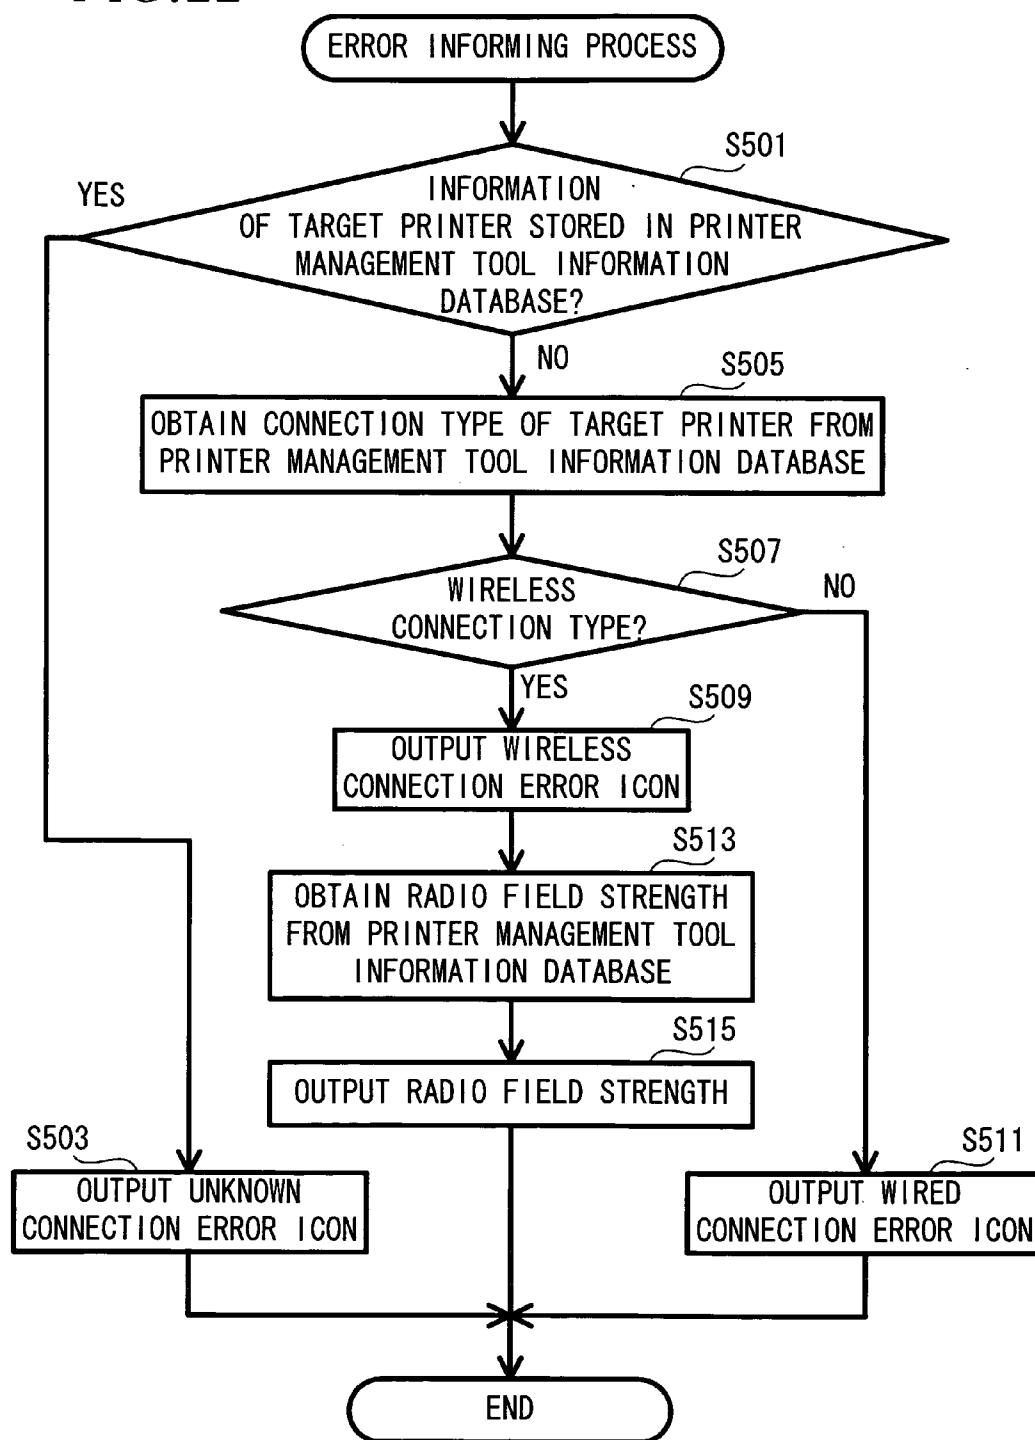 ERROR INFORMING PROCESS
S501
YES
INFORMATION
OF TARGET PRINTER STORED IN PRINTER
MANAGEMENT TOOL INFORMATION
DATABASE?
NO
S505
OBTAIN CONNECTION TYPE OF TARGET PRINTER FROM
PRINTER MANAGEMENT TOOL INFORMATION DATABASE
S507
NO
WIRELESS
CONNECTION TYPE?
YES
S509
OUTPUT WIRELESS
CONNECTION ERROR ICON
S513
OBTAIN RADIO FIELD STRENGTH
FROM PRINTER MANAGEMENT TOOL
INFORMATION DATABASE
S515
OUTPUT RADIO FIELD STRENGTH
S503
OUTPUT UNKNOWN
CONNECTION ERROR ICON
S511
OUTPUT WIRED
CONNECTION ERROR ICON
END